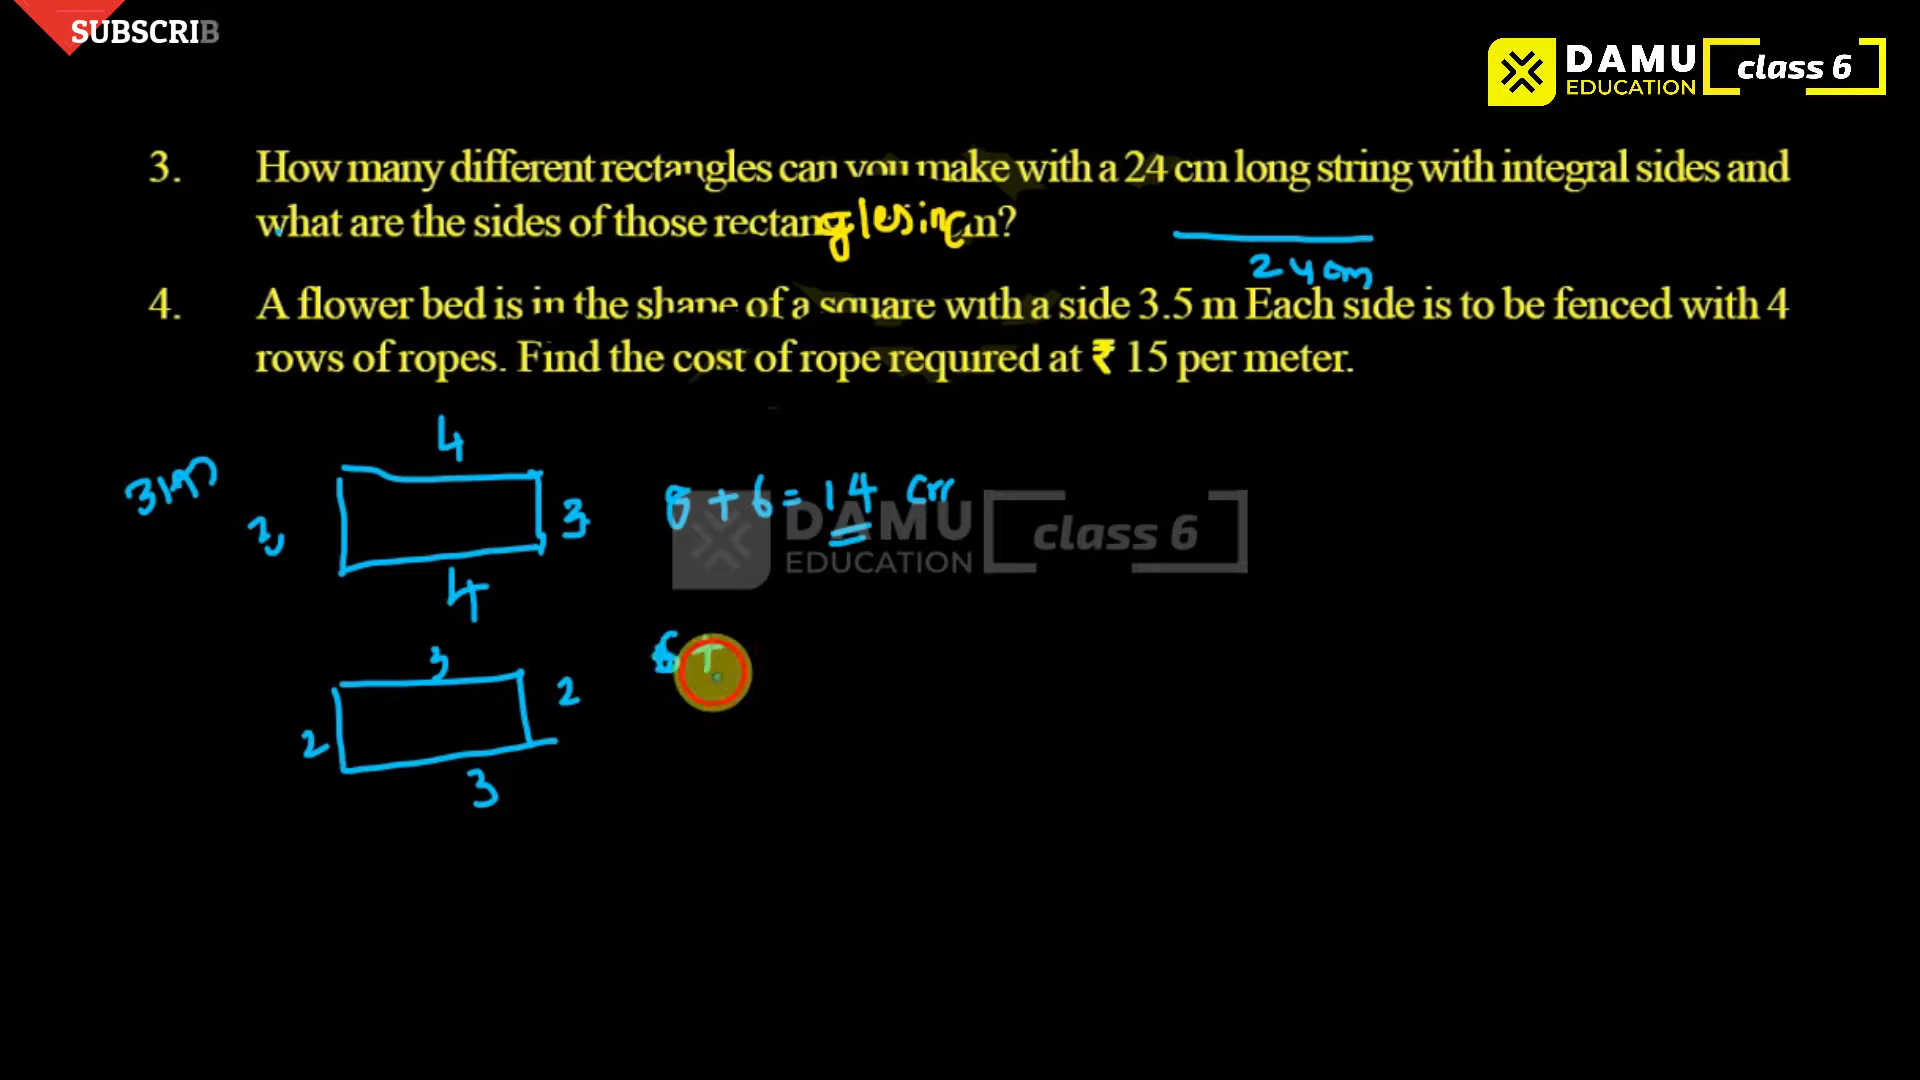 SUBSCRIB
DAMU
EDUCATION
class 6
3. How many different rectangles can you make with a 24 cm long string with integral sides and
what are the sides of those rectangles in cm?
24 cm
4. A flower bed is in the shape of a square with a side 3.5 m Each side is to be fenced with 4
rows of ropes. Find the cost of rope required at ₹ 15 per meter.
4
3
4
8 + 6 = 14 cm
DAMU
EDUCATION
class 6
3
2
2
3
6 +